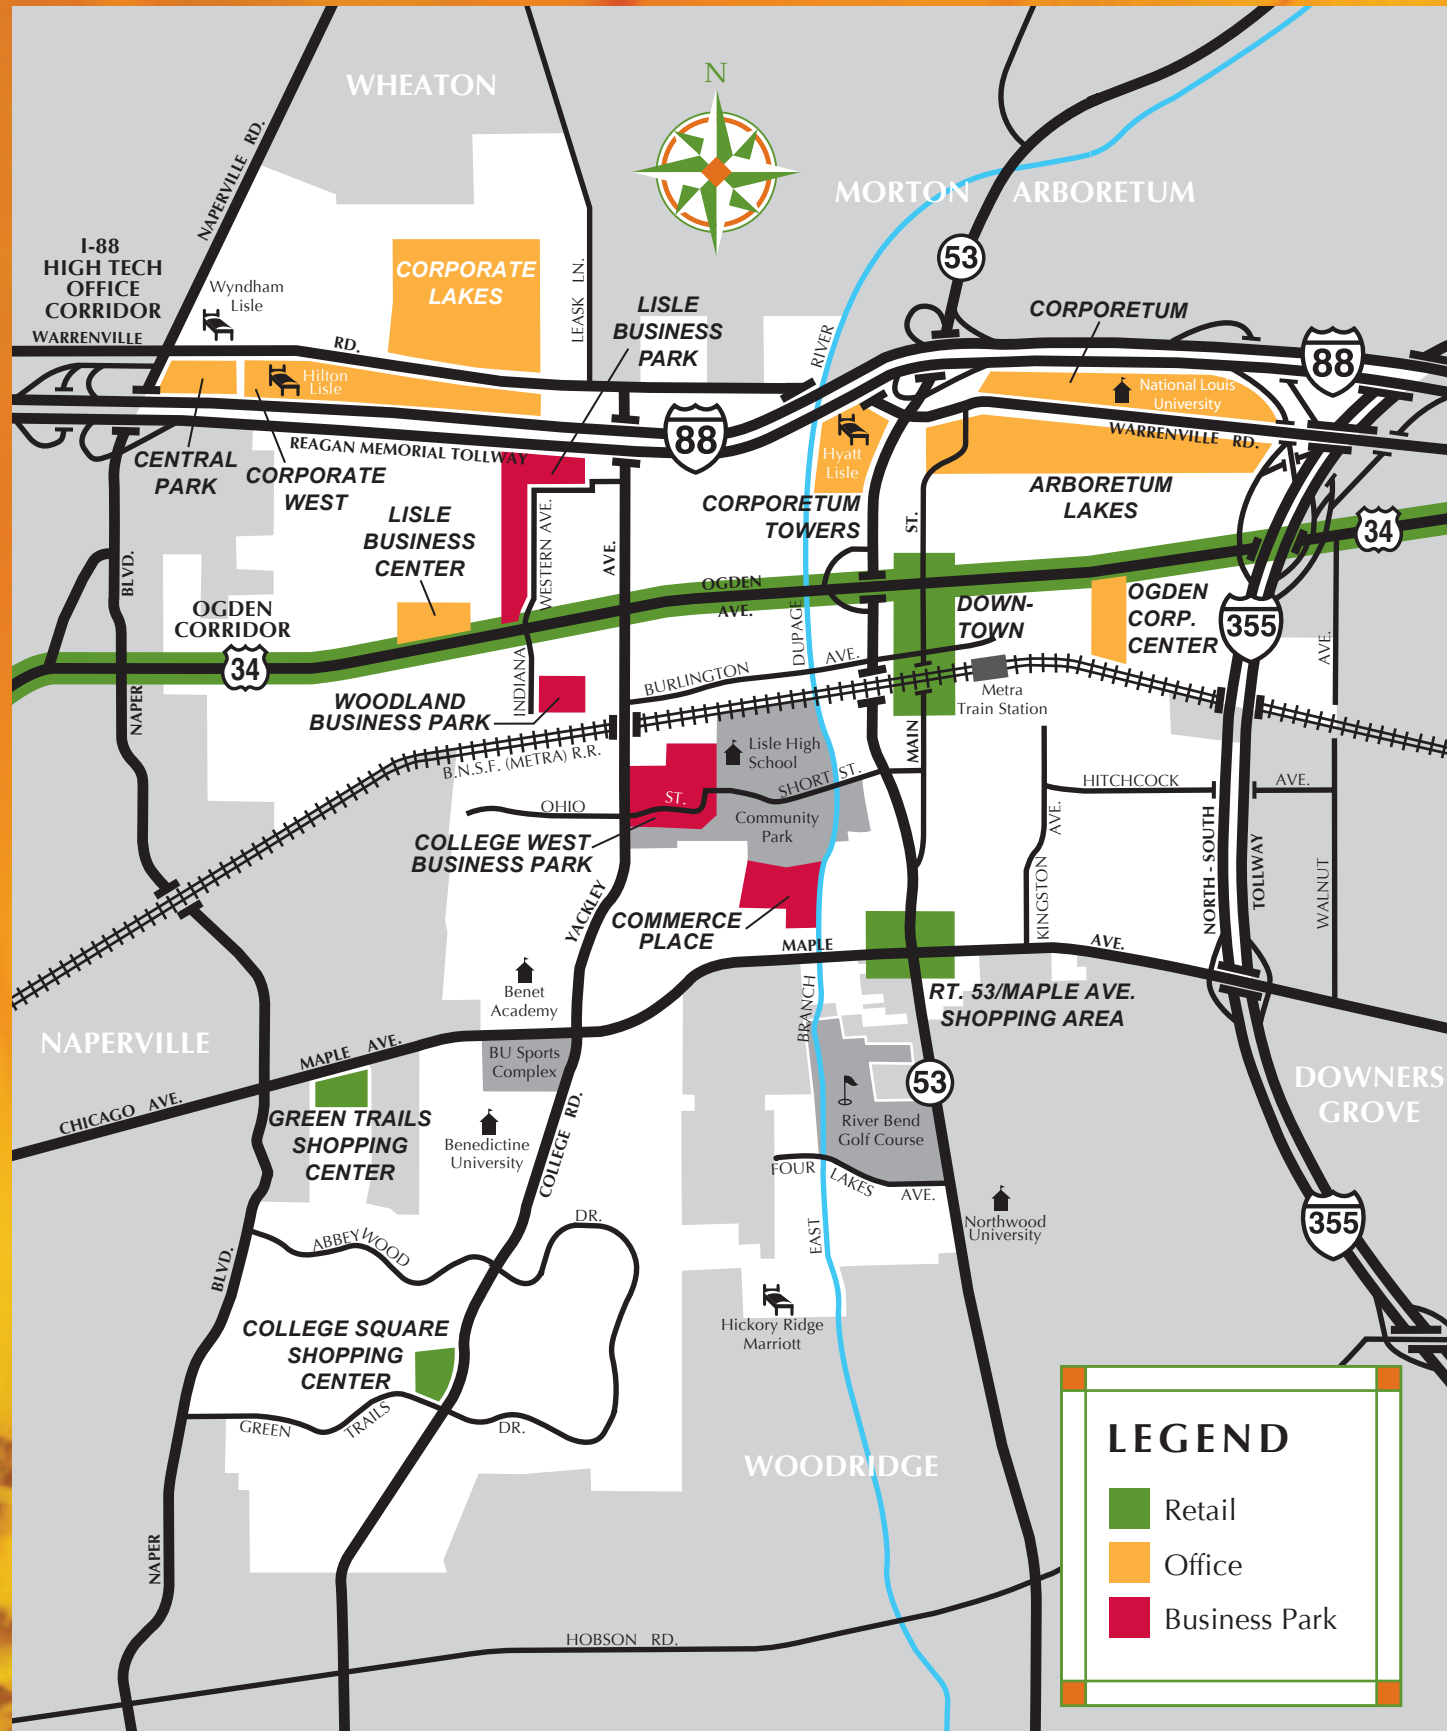 N
WHEATON
NAPERVILLE RD.
MORTON ARBORETUM
I-88
HIGH TECH
OFFICE
CORRIDOR
Wyndham
Lisle
CORPORATE
LAKES
LEASK LN.
LISLE
BUSINESS
PARK
RIVER
53
CORPORETUM
WARRENVILLE
RD.
88
Hilton
Lisle
National Louis
University
WARRENVILLE RD.
88
REAGAN MEMORIAL TOLLWAY
Hyatt
Lisle
CENTRAL
PARK
CORPORATE
WEST
CORPORETUM
TOWERS
ARBORETUM
LAKES
LISLE
BUSINESS
CENTER
WESTERN AVE.
AVE.
ST.
34
BLVD.
OGDEN
AVE.
OGDEN
CORRIDOR
34
DUPAGE
DOWN-
TOWN
OGDEN
CORP.
CENTER
355
AVE.
NAPER
INDIANA
BURLINGTON
AVE.
WOODLAND
BUSINESS PARK
Metra
Train Station
B.N.S.F. (METRA) R.R.
Lisle High
School
MAIN
OHIO
ST.
SHORT ST.
HITCHCOCK
AVE.
COLLEGE WEST
BUSINESS PARK
Community
Park
AVE.
KINGSTON
NORTH - SOUTH
TOLLWAY
WALNUT
YACKLEY
COMMERCE
PLACE
MAPLE
AVE.
Benet
Academy
BRANCH
RT. 53/MAPLE AVE.
SHOPPING AREA
NAPERVILLE
MAPLE AVE.
BU Sports
Complex
CHICAGO AVE.
53
DOWNERS
GROVE
GREEN TRAILS
SHOPPING
CENTER
Benedictine
University
COLLEGE RD.
River Bend
Golf Course
FOUR LAKES AVE.
Northwood
University
355
ABBEYWOOD
DR.
EAST
BLVD.
Hickory Ridge
Marriott
COLLEGE SQUARE
SHOPPING
CENTER
GREEN TRAILS DR.
WOODRIDGE
NAPER
HOBSON RD.
LEGEND
Retail
Office
Business Park